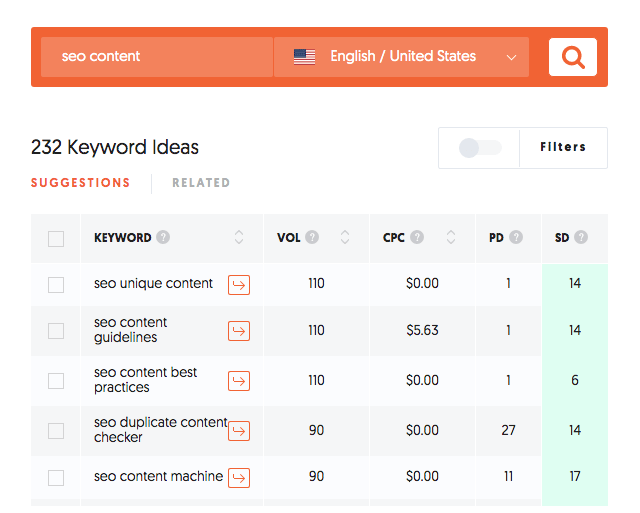 seo content
English / United States
232 Keyword Ideas
Filters
SUGGESTIONS
RELATED
KEYWORD ? VOL ? CPC ? PD ? SD ?
seo unique content 110 $0.00 1 14
seo content
guidelines 110 $5.63 1 14
seo content best
practices 110 $0.00 1 6
seo duplicate content
checker 90 $0.00 27 14
seo content machine 90 $0.00 11 17